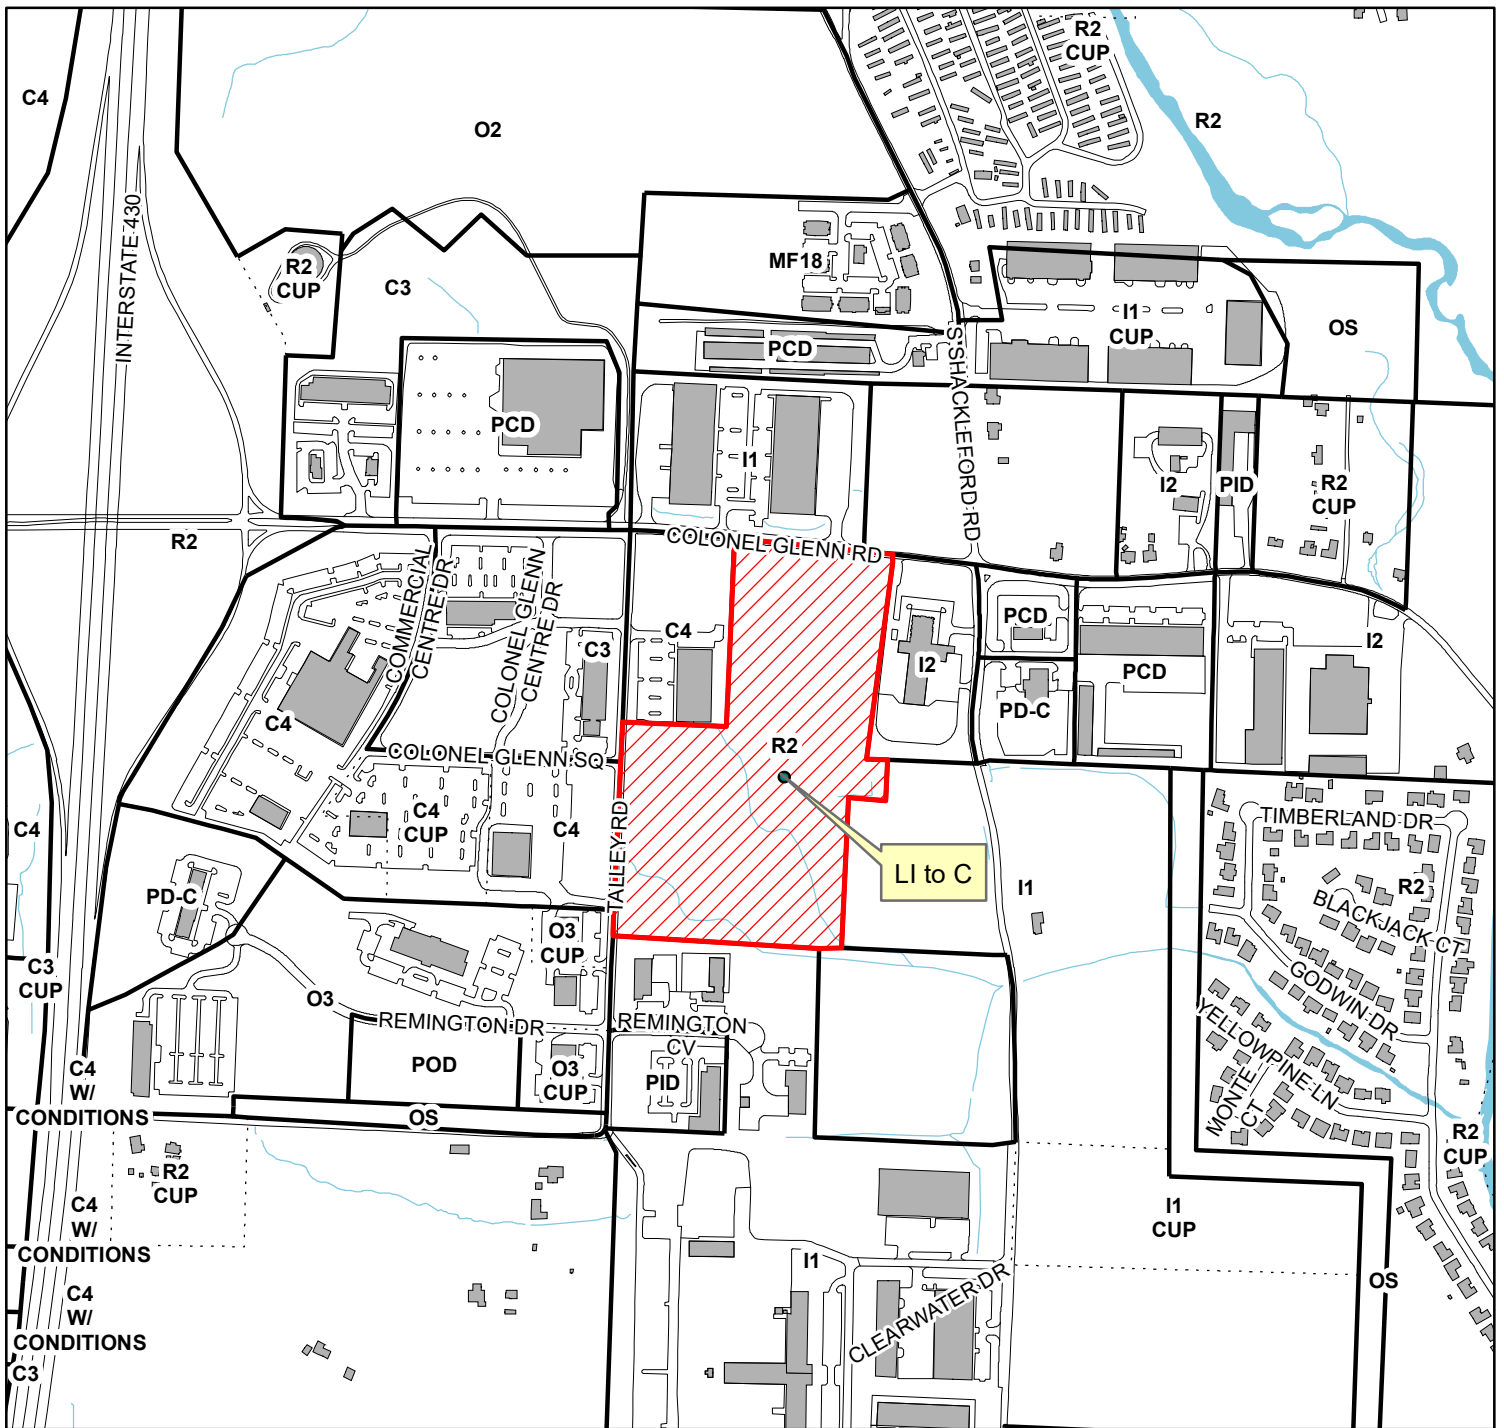 R2
CUP
C4
R2
O2
INTERSTATE 430
R2
CUP
MF18
C3
I1
CUP
OS
S SHACKLEFORD RD
PCD
PCD
I1
I2
PID
R2
CUP
R2
COLONEL GLENN RD
COMMERCIAL
CENTRE DR
COLONEL GLENN
CENTRE DR
PCD
C4
C3
I2
I2
PCD
PD-C
C4
R2
COLONEL GLENN SQ
C4
CUP
C4
C4
TALLEY RD
TIMBERLAND DR
LI to C
I1
R2
PD-C
BLACKJACK CT
O3
CUP
C3
CUP
O3
GODWIN DR
REMINGTON DR
REMINGTON
CV
YELLOWPINE LN
POD
O3
CUP
PID
MONTE
CT
C4
W/
CONDITIONS
OS
R2
CUP
R2
CUP
C4
W/
CONDITIONS
I1
CUP
I1
OS
CLEARWATER DR
C4
W/
CONDITIONS
C3